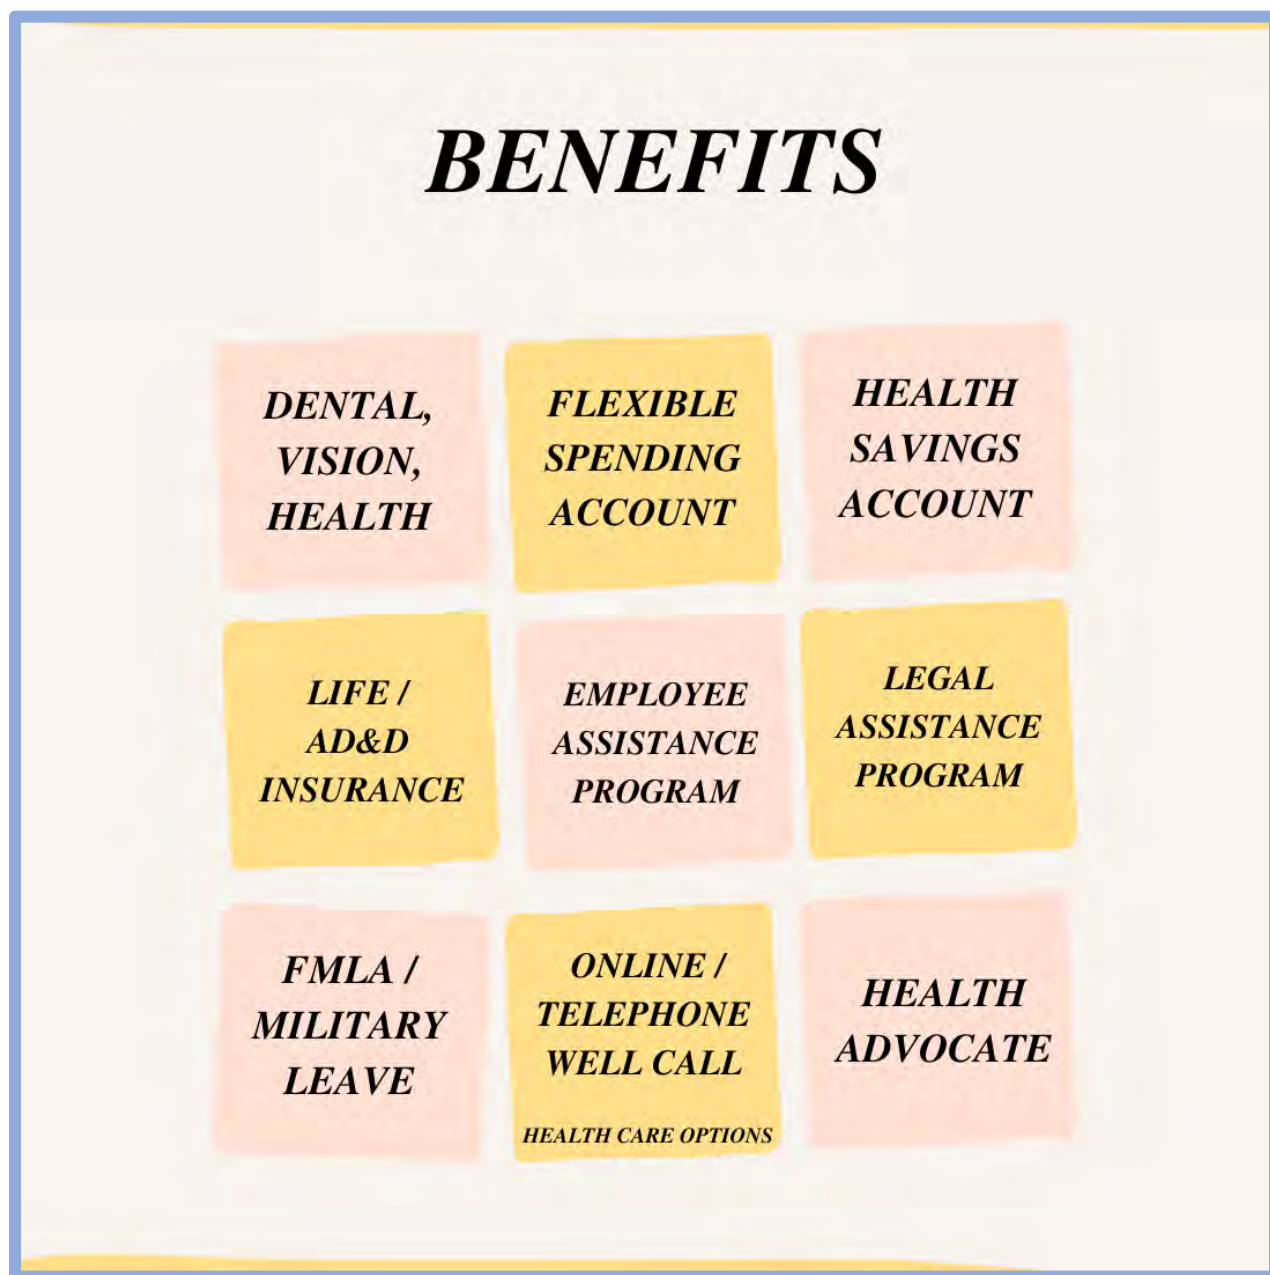 BENEFITS
DENTAL,
VISION,
HEALTH
FLEXIBLE
SPENDING
ACCOUNT
HEALTH
SAVINGS
ACCOUNT
LIFE /
AD&D
INSURANCE
EMPLOYEE
ASSISTANCE
PROGRAM
LEGAL
ASSISTANCE
PROGRAM
FMLA /
MILITARY
LEAVE
ONLINE /
TELEPHONE
WELL CALL
HEALTH CARE OPTIONS
HEALTH
ADVOCATE